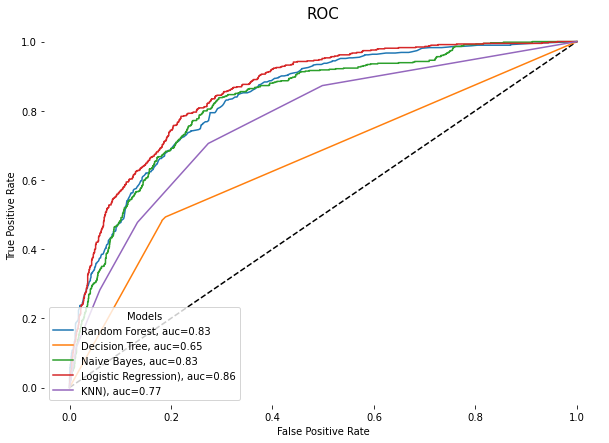 ROC
1.0
0.8
0.6
0.4
0.2
0.0
True Positive Rate
Models
Random Forest, auc=0.83
Decision Tree, auc=0.65
Naive Bayes, auc=0.83
Logistic Regression), auc=0.86
KNN), auc=0.77
0.0 0.2 0.4 0.6 0.8 1.0
False Positive Rate